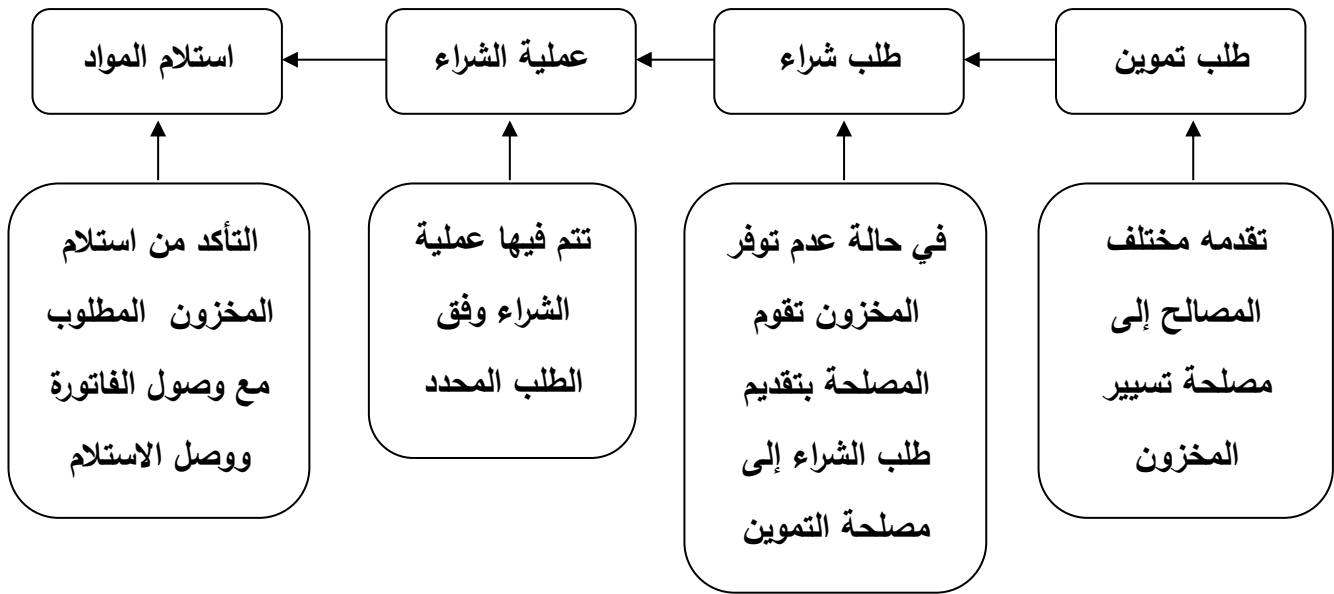 طلب تموين
طلب شراء
عملية الشراء
استلام المواد
تقدمه مختلف
المصالح إلى
مصلحة تسيير
المخزون
في حالة عدم توفر
المخزون تقوم
المصلحة بتقديم
طلب الشراء إلى
مصلحة التموين
تتم فيها عملية
الشراء وفق
الطلب المحدد
التأكد من استلام
المخزون المطلوب
مع وصول الفاتورة
ووصل الاستلام